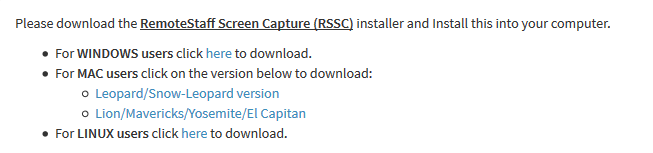 Please download the RemoteStaff Screen Capture (RSSC) installer and Install this into your computer.
• For WINDOWS users click here to download.
• For MAC users click on the version below to download:
○ Leopard/Snow-Leopard version
○ Lion/Mavericks/Yosemite/El Capitan
• For LINUX users click here to download.